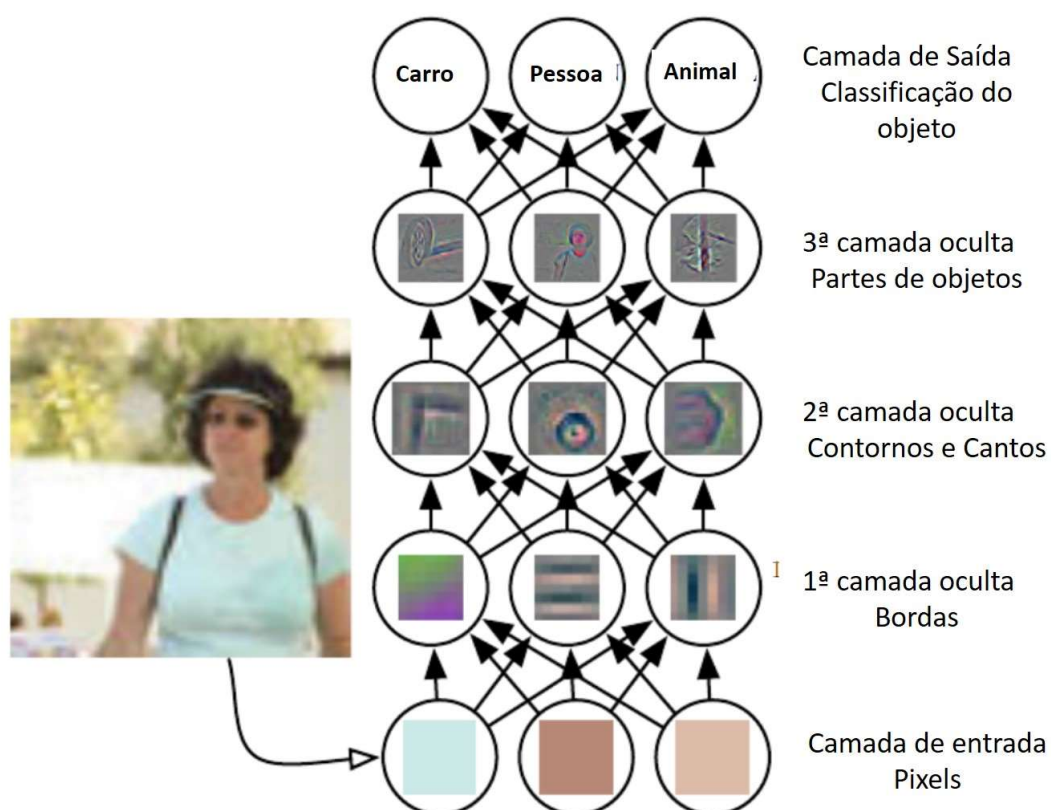 Carro
Pessoa
Animal
Camada de Saída
Classificação do
objeto
3ª camada oculta
Partes de objetos
2ª camada oculta
Contornos e Cantos
1ª camada oculta
Bordas
Camada de entrada
Pixels